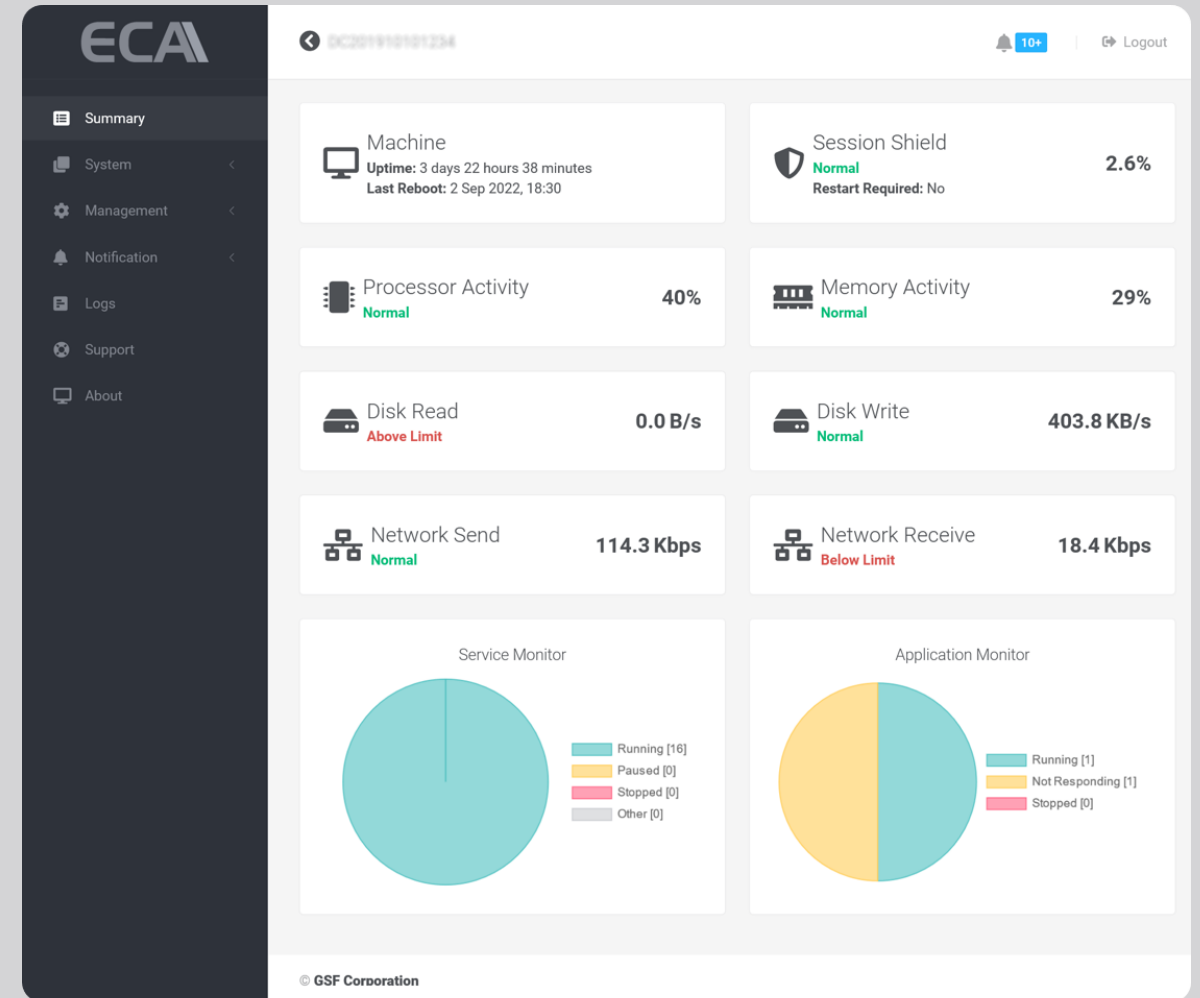 ECA
10+
Logout
Summary
System
Management
Notification
Logs
Support
About
Machine
Uptime: 3 days 22 hours 38 minutes
Last Reboot: 2 Sep 2022, 18:30
Session Shield
Normal
Restart Required: No
2.6%
Processor Activity
Normal
40%
Memory Activity
Normal
29%
Disk Read
Above Limit
0.0 B/s
Disk Write
Normal
403.8 KB/s
Network Send
Normal
114.3 Kbps
Network Receive
Below Limit
18.4 Kbps
Service Monitor
Running [16]
Paused [0]
Stopped [0]
Other [0]
Application Monitor
Running [1]
Not Responding [1]
Stopped [0]
© GSF Corporation